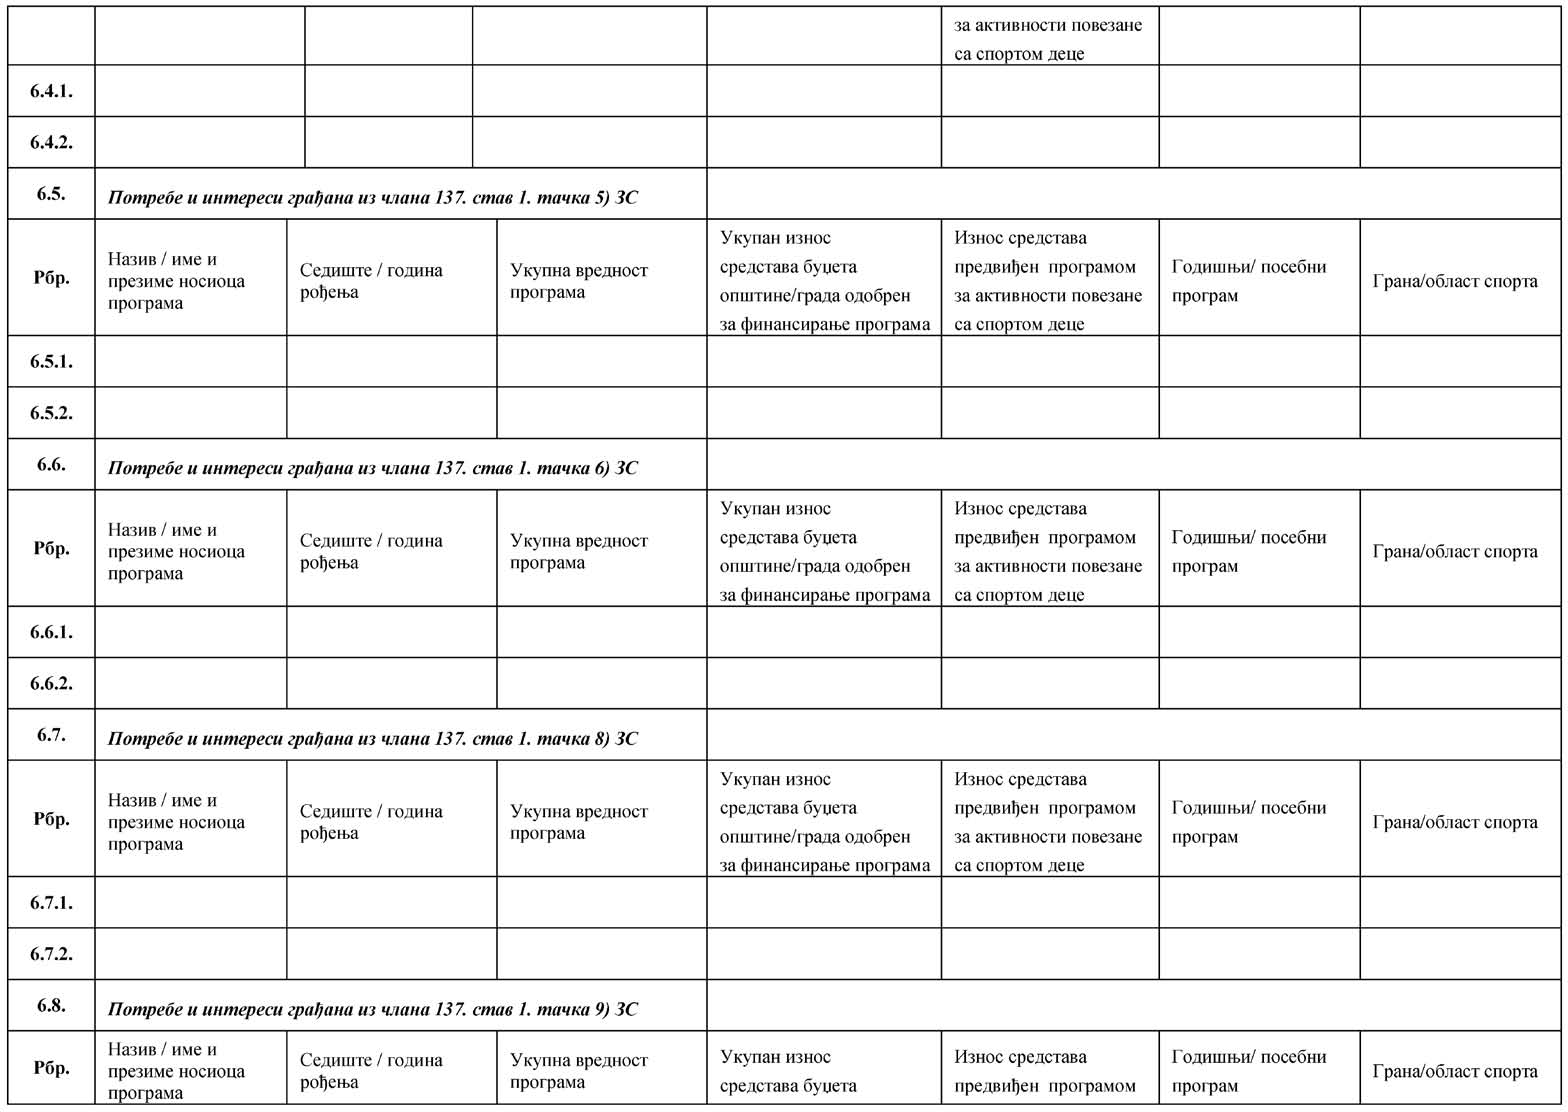 за активности повезане
са спортом деце
6.4.1.
6.4.2.
6.5.
Потребе и интереси грађана из члана 137. став 1. тачка 5) ЗС
Рбр.
Назив / име и
презиме носиоца
програма
Седиште / година
рођења
Укупна вредност
програма
Укупан износ
средстава буџета
општине/града одобрен
за финансирање програма
Износ средстава
предвиђен програмом
за активности повезане
са спортом деце
Годишњи/ посебни
програм
Грана/област спорта
6.5.1.
6.5.2.
6.6.
Потребе и интереси грађана из члана 137. став 1. тачка 6) ЗС
Рбр.
Назив / име и
презиме носиоца
програма
Седиште / година
рођења
Укупна вредност
програма
Укупан износ
средстава буџета
општине/града одобрен
за финансирање програма
Износ средстава
предвиђен програмом
за активности повезане
са спортом деце
Годишњи/ посебни
програм
Грана/област спорта
6.6.1.
6.6.2.
6.7.
Потребе и интереси грађана из члана 137. став 1. тачка 8) ЗС
Рбр.
Назив / име и
презиме носиоца
програма
Седиште / година
рођења
Укупна вредност
програма
Укупан износ
средстава буџета
општине/града одобрен
за финансирање програма
Износ средстава
предвиђен програмом
за активности повезане
са спортом деце
Годишњи/ посебни
програм
Грана/област спорта
6.7.1.
6.7.2.
6.8.
Потребе и интереси грађана из члана 137. став 1. тачка 9) ЗС
Рбр.
Назив / име и
презиме носиоца
програма
Седиште / година
рођења
Укупна вредност
програма
Укупан износ
средстава буџета
Износ средстава
предвиђен програмом
Годишњи/ посебни
програм
Грана/област спорта